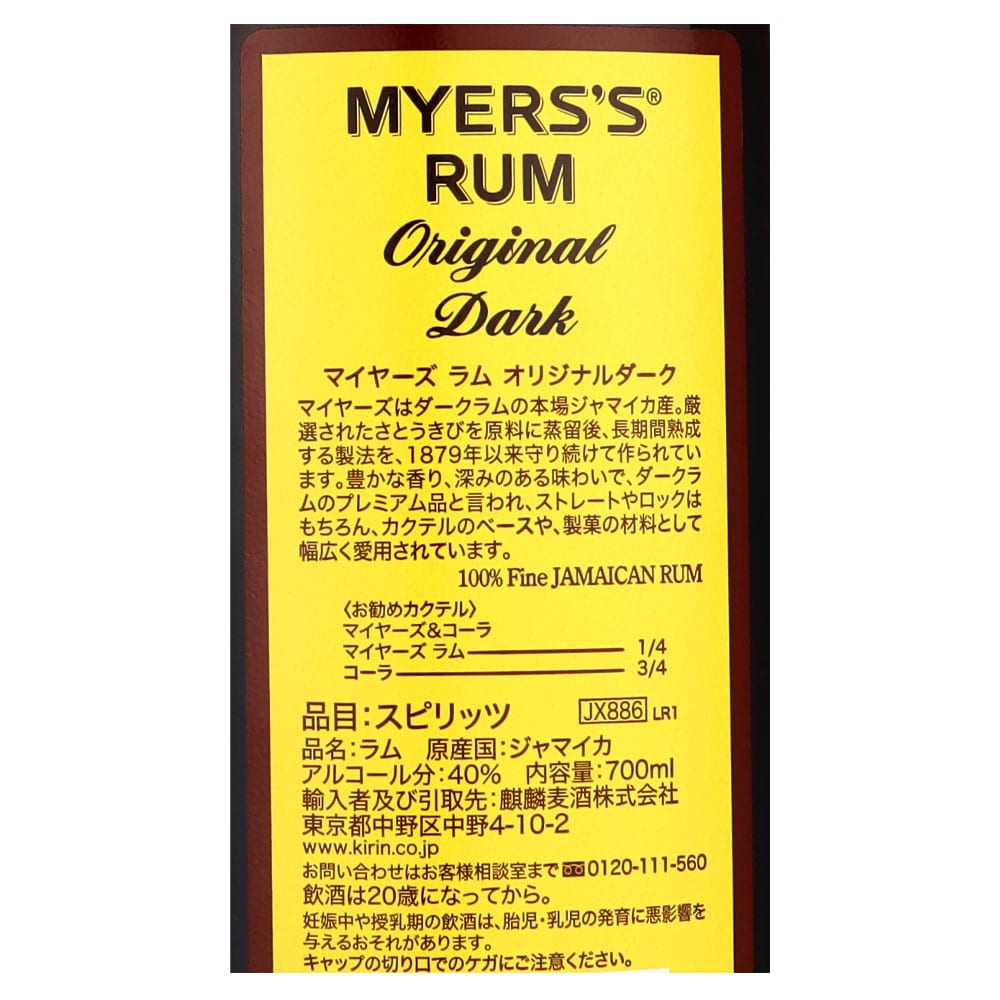 MYERS'S®
RUM
Original
Dark
マイヤーズ ラム オリジナルダーク
マイヤーズはダークラムの本場ジャマイカ産。厳
選されたさとうきびを原料に蒸留後、長期間熟成
する製法を、1879年以来守り続けて作られてい
ます。豊かな香り、深みのある味わいで、ダークラ
ムのプレミアム品と言われ、ストレートやロックは
もちろん、カクテルのベースや、製菓の材料として
幅広く愛用されています。
100% Fine JAMAICAN RUM
〈お勧めカクテル〉
マイヤーズ&コーラ
マイヤーズ ラム 1/4
コーラ 3/4
品目:スピリッツ JX886 LR1
品名:ラム 原産国:ジャマイカ
アルコール分:40% 内容量:700ml
輸入者及び引取先:麒麟麦酒株式会社
東京都中野区中野4-10-2
www.kirin.co.jp
お問い合わせはお客様相談室まで 0120-111-560
飲酒は20歳になってから。
妊娠中や授乳期の飲酒は、胎児・乳児の発育に悪影響を
与えるおそれがあります。
キャップの切り口でのケガにご注意ください。